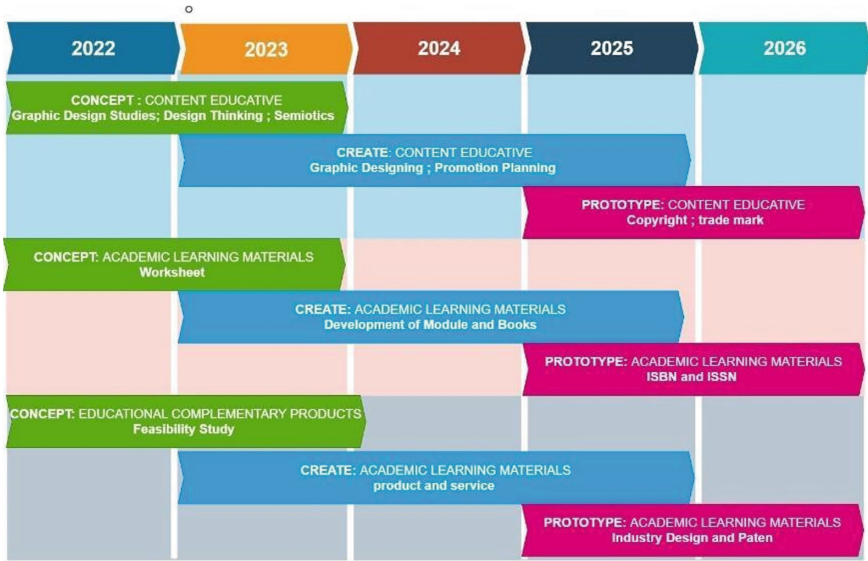 2022
2023
2024
2025
2026
CONCEPT : CONTENT EDUCATIVE
Graphic Design Studies; Design Thinking ; Semiotics
CREATE: CONTENT EDUCATIVE
Graphic Designing ; Promotion Planning
PROTOTYPE: CONTENT EDUCATIVE
Copyright ; trade mark
CONCEPT: ACADEMIC LEARNING MATERIALS
Worksheet
CREATE: ACADEMIC LEARNING MATERIALS
Development of Module and Books
PROTOTYPE: ACADEMIC LEARNING MATERIALS
ISBN and ISSN
CONCEPT: EDUCATIONAL COMPLEMENTARY PRODUCTS
Feasibility Study
CREATE: ACADEMIC LEARNING MATERIALS
product and service
PROTOTYPE: ACADEMIC LEARNING MATERIALS
Industry Design and Paten